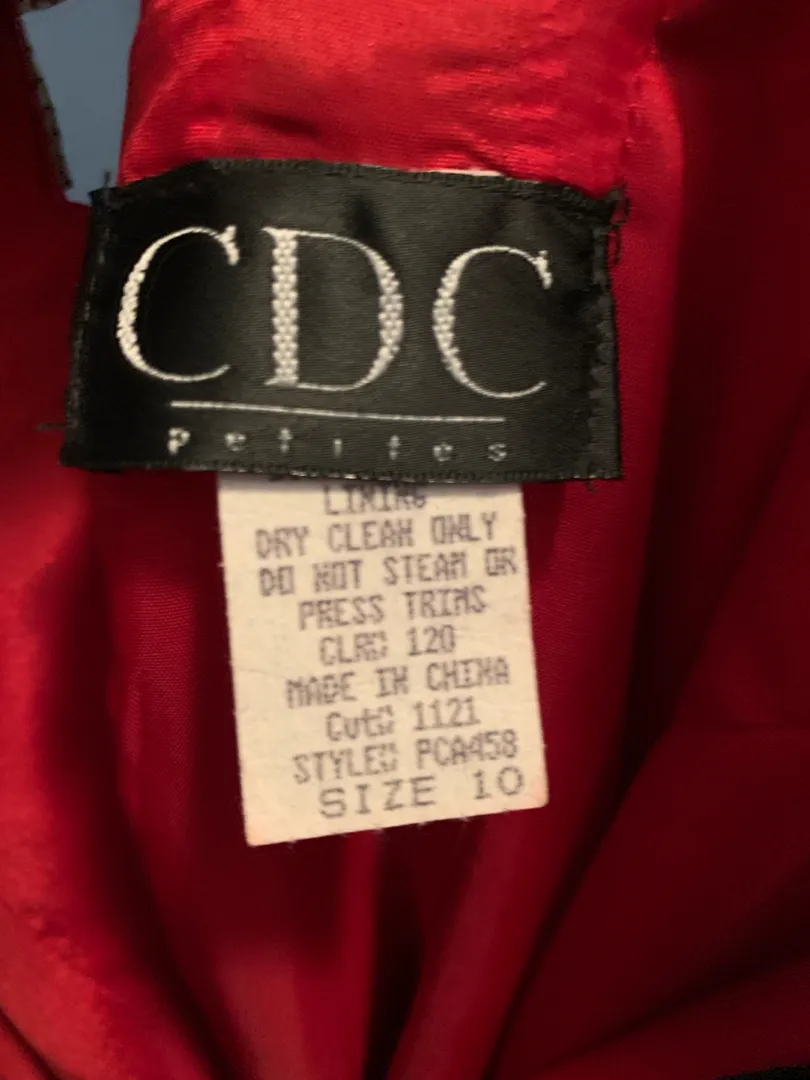 CDC
petites
LINING
DRY CLEAN ONLY
DO NOT STEAM OR
PRESS TRIMS
CLR: 120
MADE IN CHINA
Cut: 1121
STYLE: PCA458
SIZE 10